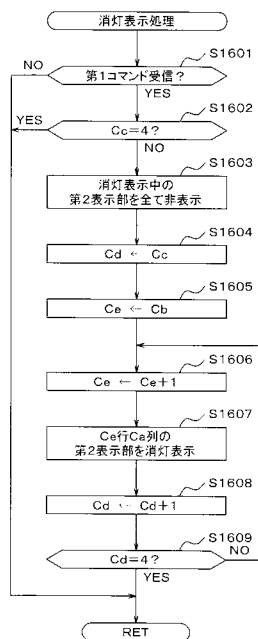 消灯表示処理
S1601
第1コマンド受信?
NO
YES
S1602
Cc=4?
YES
NO
S1603
消灯表示中の
第2表示部を全て非表示
S1604
Cd ← Cc
S1605
Ce ← Cb
S1606
Ce ← Ce+1
S1607
Ce行Ca列の
第2表示部を消灯表示
S1608
Cd ← Cd+1
S1609
Cd=4?
NO
YES
RET